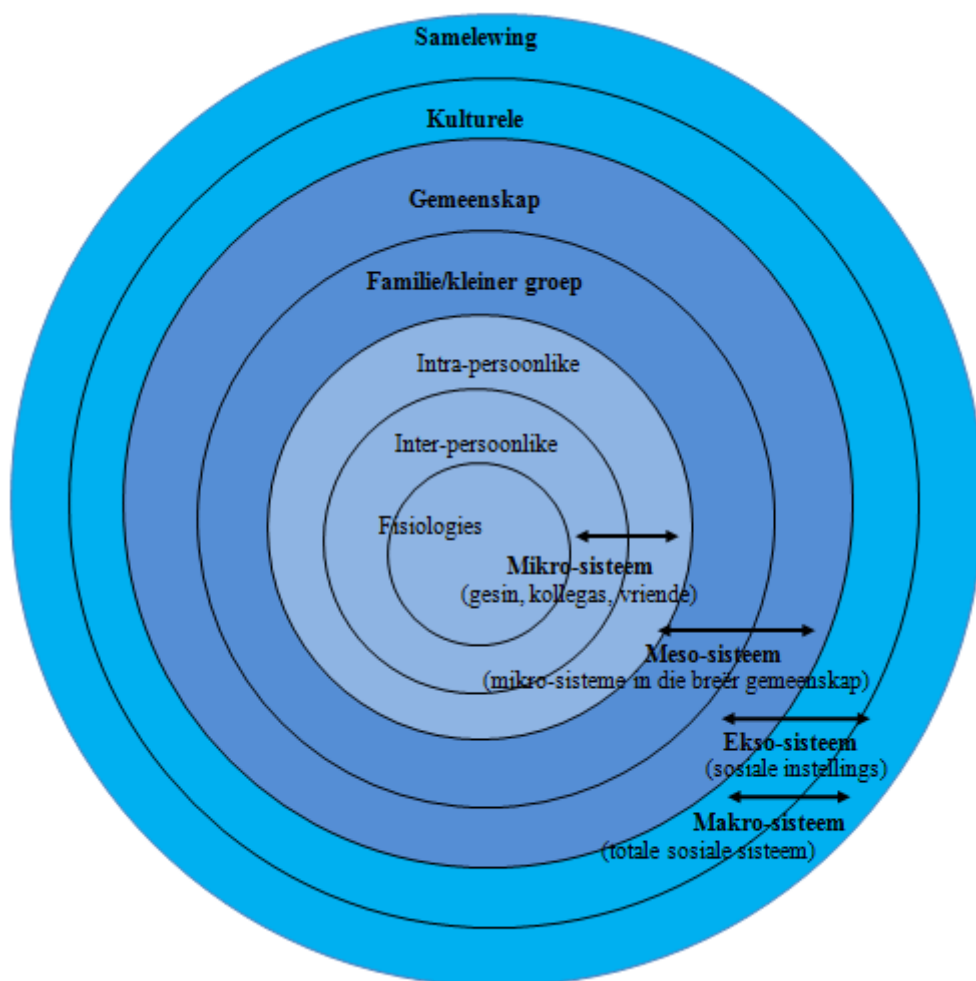 Samelewing
Kulturele
Gemeenskap
Familie/kleiner groep
Intra-persoonlike
Inter-persoonlike
Fisiologies
Mikro-sisteem
(gesin, kollegas, vriende)
Meso-sisteem
(mikro-sisteme in die breër gemeenskap)
Ekso-sisteem
(sosiale instellings)
Makro-sisteem
(totale sosiale sisteem)